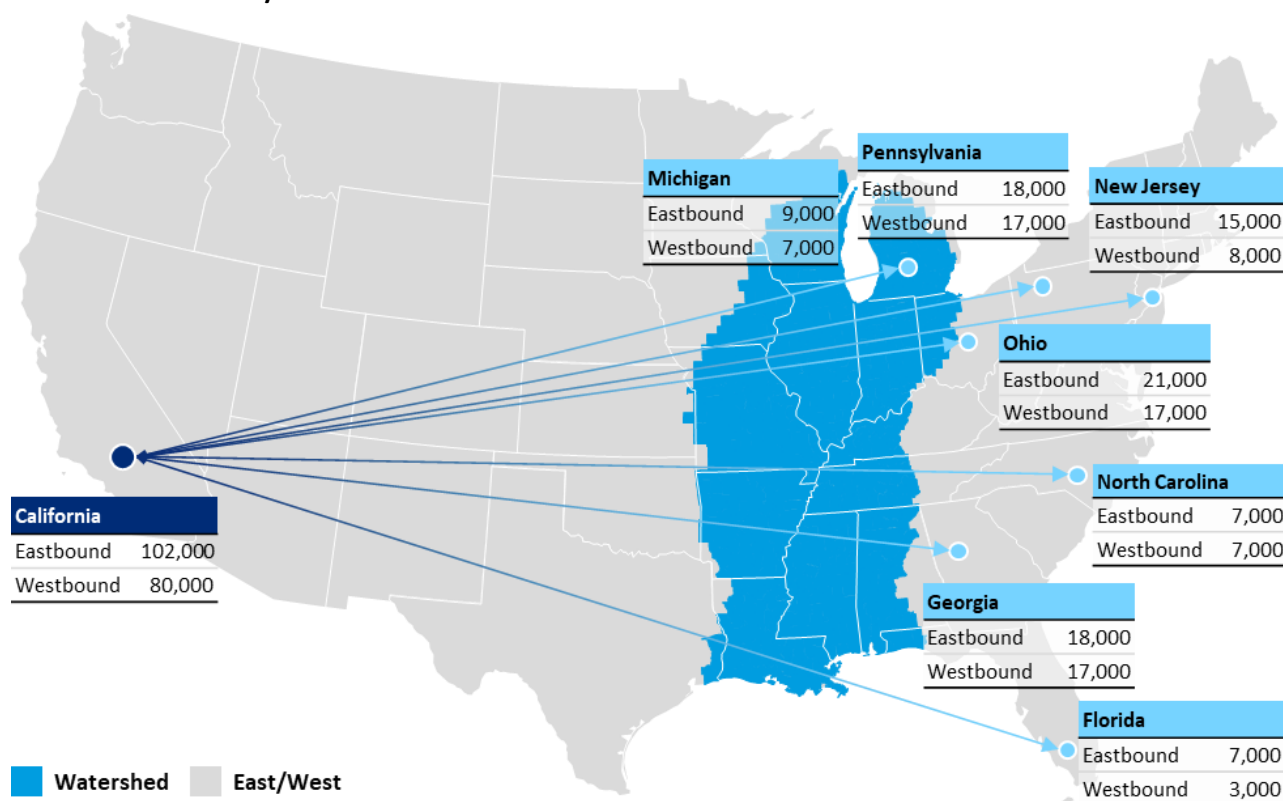 Michigan
Eastbound 9,000
Westbound 7,000
Pennsylvania
Eastbound 18,000
Westbound 17,000
New Jersey
Eastbound 15,000
Westbound 8,000
Ohio
Eastbound 21,000
Westbound 17,000
California
Eastbound 102,000
Westbound 80,000
North Carolina
Eastbound 7,000
Westbound 7,000
Georgia
Eastbound 18,000
Westbound 17,000
Florida
Eastbound 7,000
Westbound 3,000
Watershed
East/West